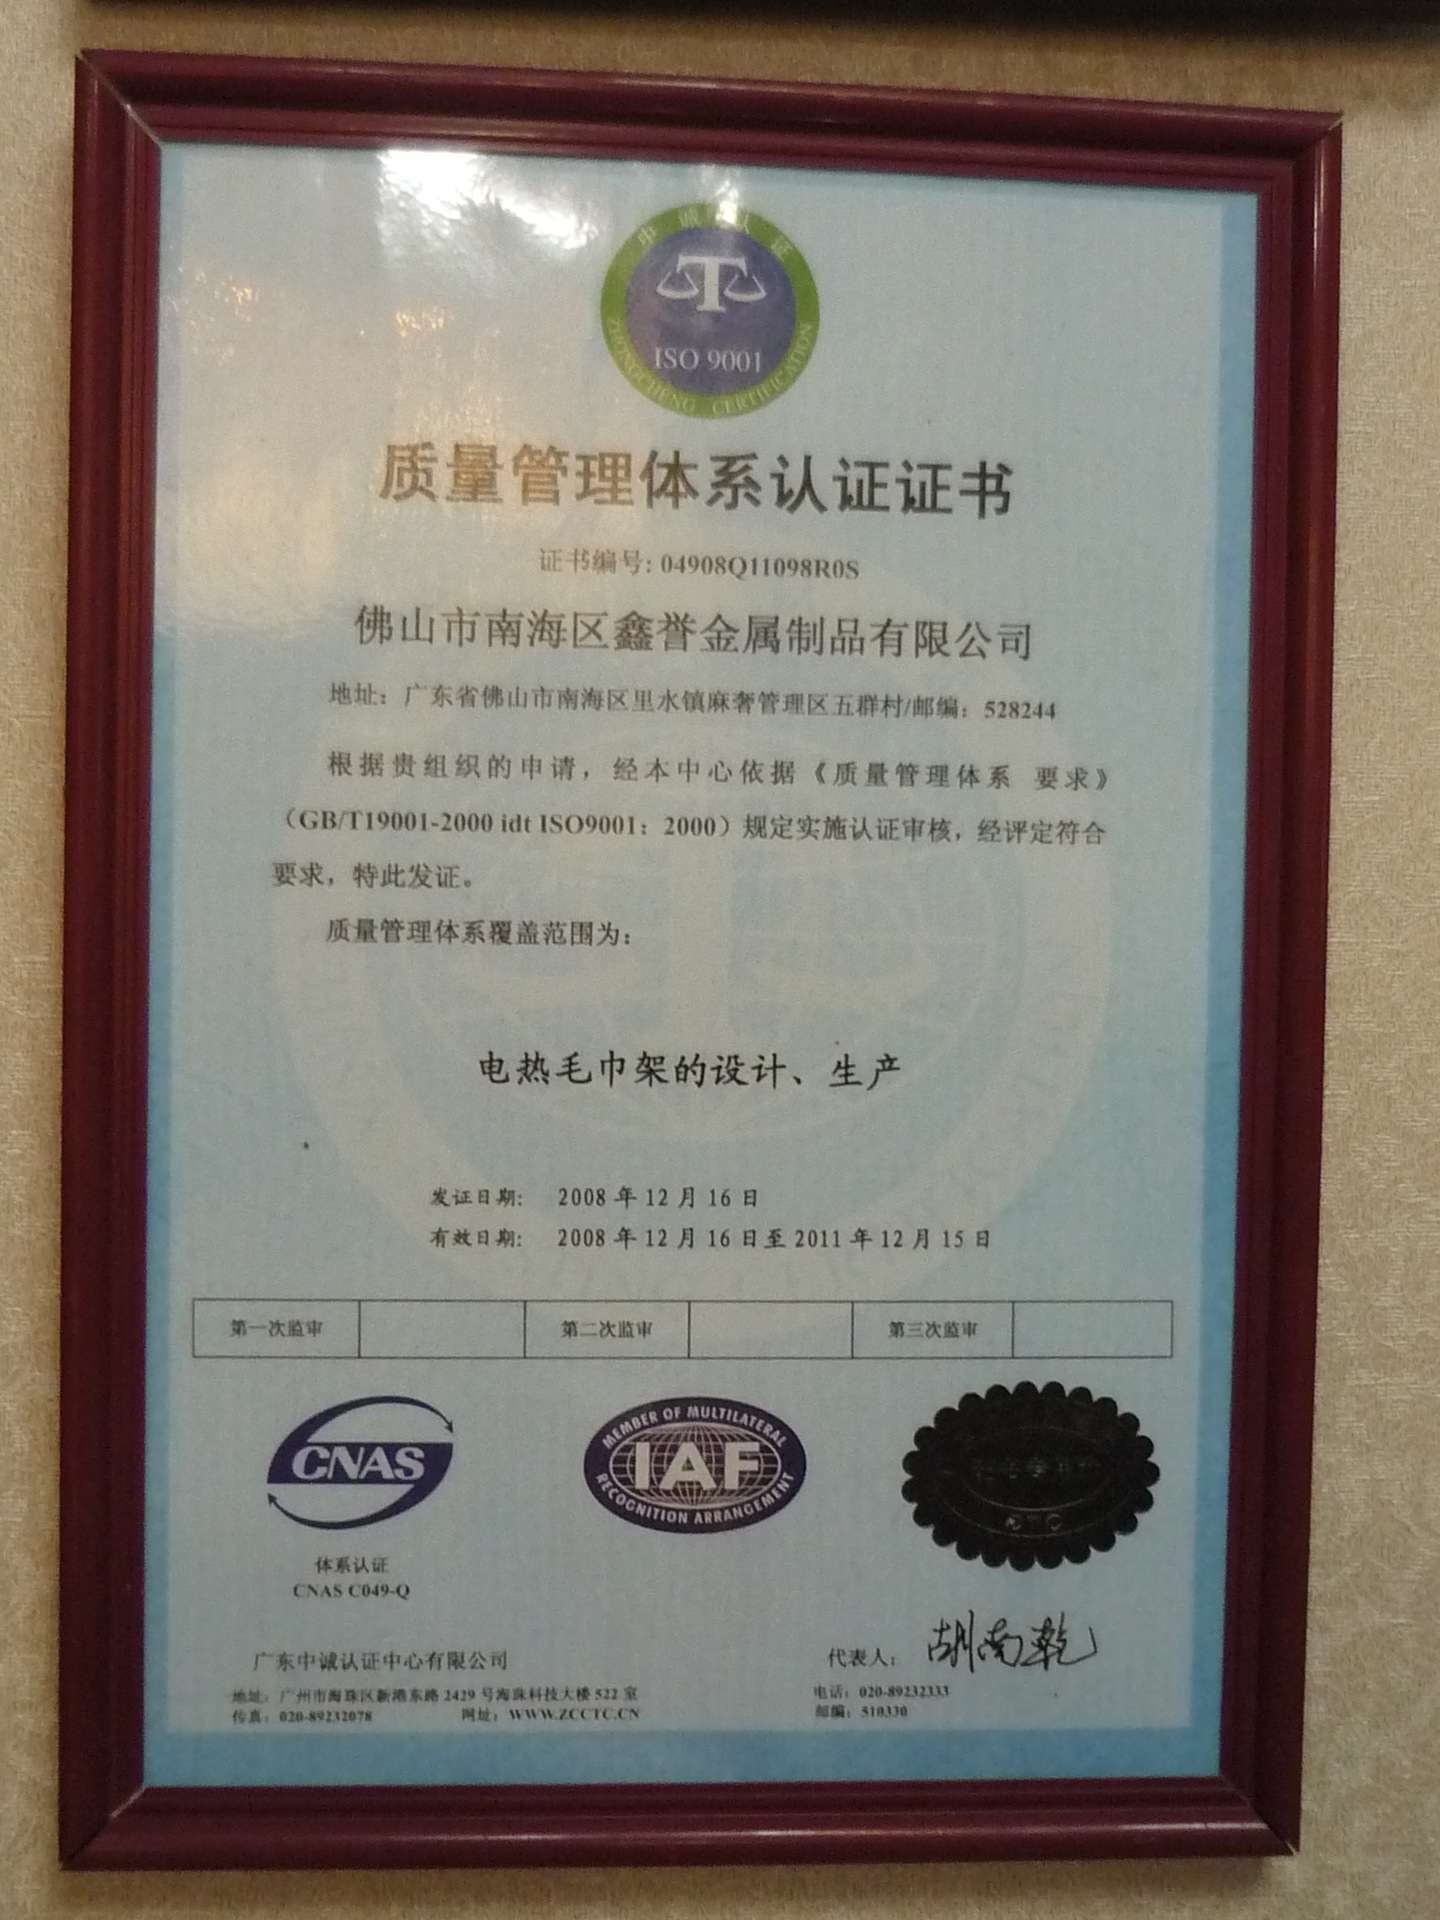 中诚认证
ISO 9001
ZHONGCHENG CERTIFICATION
质量管理体系认证证书
证书编号: 04908Q11098R0S
佛山市南海区鑫誉金属制品有限公司
地址：广东省佛山市南海区里水镇麻奢管理区五群村/邮编：528244
根据贵组织的申请，经本中心依据《质量管理体系 要求》
（GB/T19001-2000 idt ISO9001：2000）规定实施认证审核，经评定符合
要求，特此发证。
质量管理体系覆盖范围为：
电热毛巾架的设计、生产
发证日期: 2008 年 12 月 16 日
有效日期: 2008 年 12 月 16 日至 2011 年 12 月 15 日
第一次监审 第二次监审 第三次监审
CNAS
MEMBER OF MULTILATERAL
IAF
RECOGNITION ARRANGEMENT
体系认证
CNAS C049-Q
广东中诚认证中心有限公司
代表人：胡南乾
地址：广州市海珠区新港东路 2429 号海珠科技大楼 522 室 电话：020-89232333
传真：020-89232078 网址：WWW.ZCCTC.CN 邮编：510330